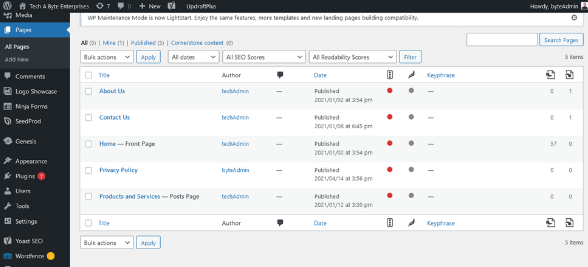 Tech A Byte Enterprises 7 1 + New UpdraftPlus Howdy, byteAdmin
WP Maintenance Mode is now LightStart. Enjoy the same features, more templates and new landing pages building compatibility.
Media
Pages
All Pages
Add New
Comments
Logo Showcase
Ninja Forms
SeedProd
Genesis
Appearance
Plugins 7
Users
Tools
Settings
Yoast SEO
Wordfence
All (5) | Mine (1) | Published (5) | Cornerstone content (0)
Search Pages
Bulk actions Apply All dates All SEO Scores All Readability Scores Filter 5 items
Title Author Date Keyphrase
About Us techAdmin — Published — 0 1
2021/01/02 at 3:54 pm
Contact Us techAdmin — Published — 0 1
2021/01/08 at 6:45 pm
Home — Front Page techAdmin — Published — 57 0
2021/01/02 at 3:54 pm
Privacy Policy byteAdmin — Published — 0 0
2021/04/14 at 3:56 pm
Products and Services — Posts Page techAdmin — Published — 0 0
2021/01/12 at 3:30 pm
Title Author Date Keyphrase
Bulk actions Apply 5 items